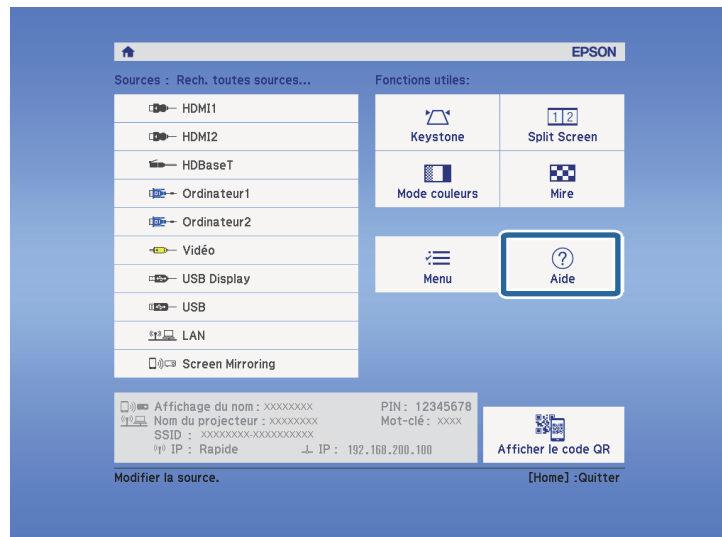 EPSON
Sources : Rech. toutes sources...
Fonctions utiles:
HDMI1
HDMI2
HDBaseT
Ordinateur1
Ordinateur2
Vidéo
USB Display
USB
LAN
Screen Mirroring
Keystone
1 2
Split Screen
Mode couleurs
Mire
Menu
?
Aide
Affichage du nom : XXXXXXXX
PIN : 12345678
Nom du projecteur : XXXXXXXX
Mot-clé : XXXX
SSID : XXXXXXXX-XXXXXXXXXX
IP : Rapide
IP : 192.168.200.100
Afficher le code QR
Modifier la source.
[Home] :Quitter